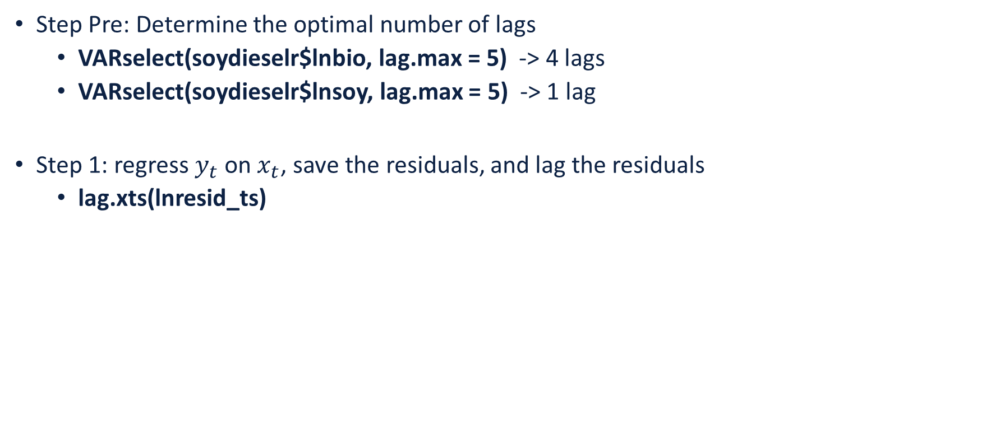 • Step Pre: Determine the optimal number of lags
• VARselect(soydieselr$lnbio, lag.max = 5) -> 4 lags
• VARselect(soydieselr$lnsoy, lag.max = 5) -> 1 lag
• Step 1: regress 𝑦𝑡 on 𝑥𝑡, save the residuals, and lag the residuals
• lag.xts(lnresid_ts)